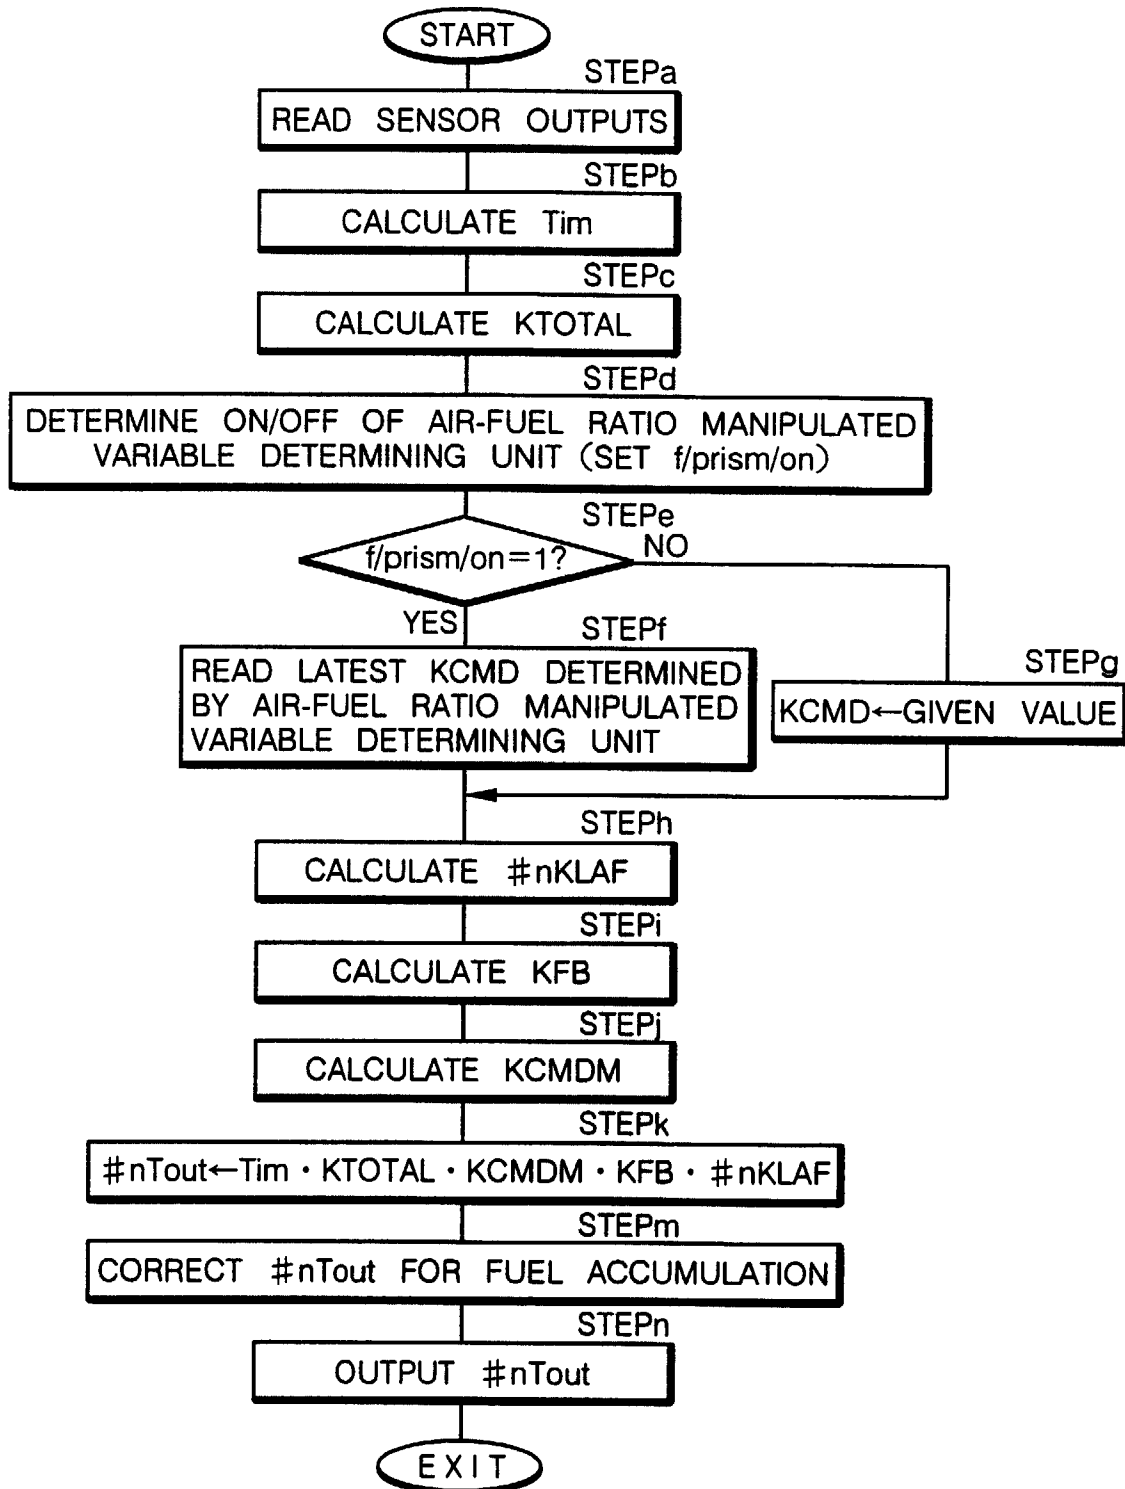 START
STEPa
READ SENSOR OUTPUTS
STEPb
CALCULATE Tim
STEPc
CALCULATE KTOTAL
STEPd
DETERMINE ON/OFF OF AIR-FUEL RATIO MANIPULATED
VARIABLE DETERMINING UNIT (SET f/prism/on)
STEPe
f/prism/on=1?
NO
YES
STEPf
READ LATEST KCMD DETERMINED
BY AIR-FUEL RATIO MANIPULATED
VARIABLE DETERMINING UNIT
STEPg
KCMD←GIVEN VALUE
STEPh
CALCULATE #nKLAF
STEPi
CALCULATE KFB
STEPj
CALCULATE KCMDM
STEPk
#nTout←Tim・KTOTAL・KCMDM・KFB・#nKLAF
STEPm
CORRECT #nTout FOR FUEL ACCUMULATION
STEPn
OUTPUT #nTout
EXIT